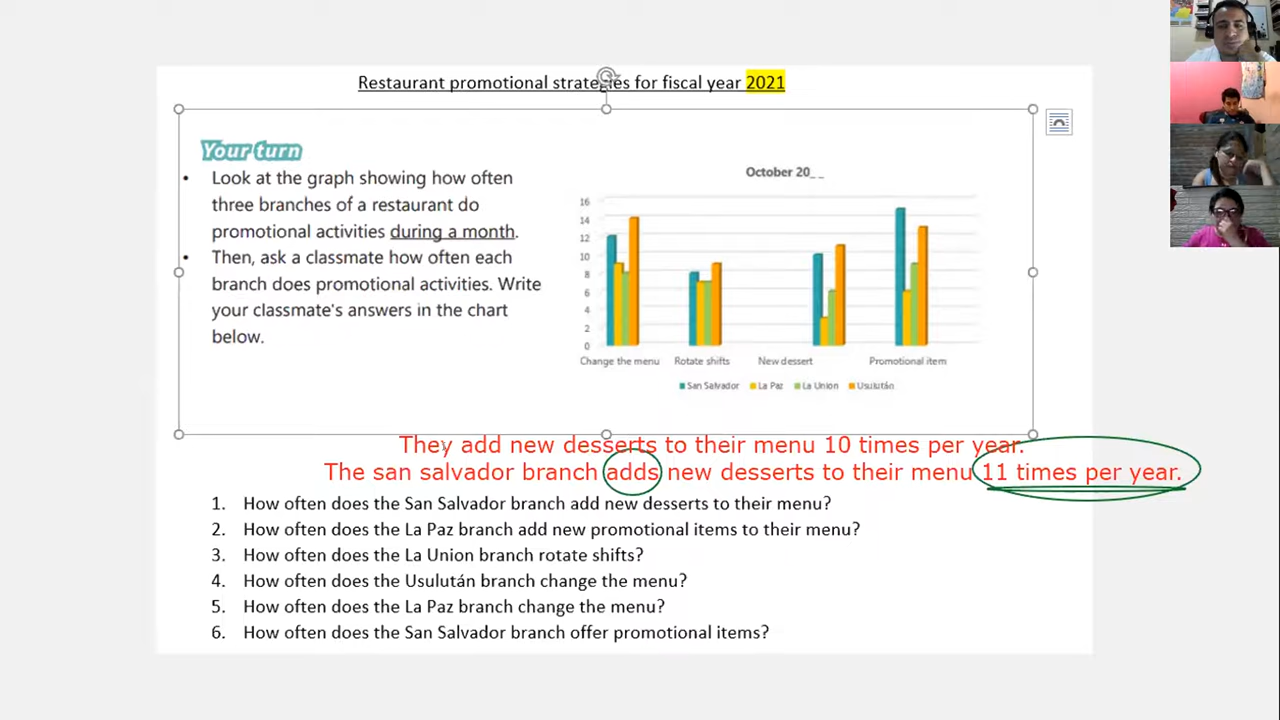 Restaurant promotional strategies for fiscal year 2021
Your turn
• Look at the graph showing how often
three branches of a restaurant do
promotional activities during a month.
• Then, ask a classmate how often each
branch does promotional activities. Write
your classmate's answers in the chart
below.
October 20_ _
16
14
12
10
8
6
4
2
0
Change the menu Rotate shifts New dessert Promotional item
San Salvador La Paz La Union Usulután
They add new desserts to their menu 10 times per year.
The san salvador branch adds new desserts to their menu 11 times per year.
1. How often does the San Salvador branch add new desserts to their menu?
2. How often does the La Paz branch add new promotional items to their menu?
3. How often does the La Union branch rotate shifts?
4. How often does the Usulután branch change the menu?
5. How often does the La Paz branch change the menu?
6. How often does the San Salvador branch offer promotional items?